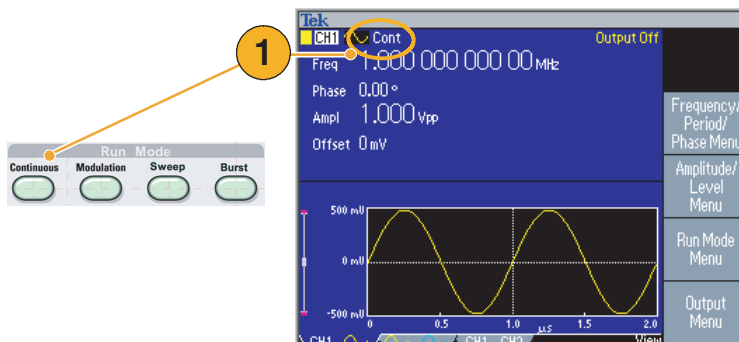 Tek
CH1 Cont Output Off
1
Freq 1.000 000 000 00 MHz
Phase 0.00 °
Ampl 1.000 Vpp
Offset 0 mV
Frequency/
Period/
Phase Menu
Amplitude/
Level
Menu
Run Mode
Menu
Output
Menu
Run Mode
Continuous Modulation Sweep Burst
500 mV
0 mV
-500 mV
0 0.5 1.0 1.5 2.0
µs
CH1 CH1 CH2 View